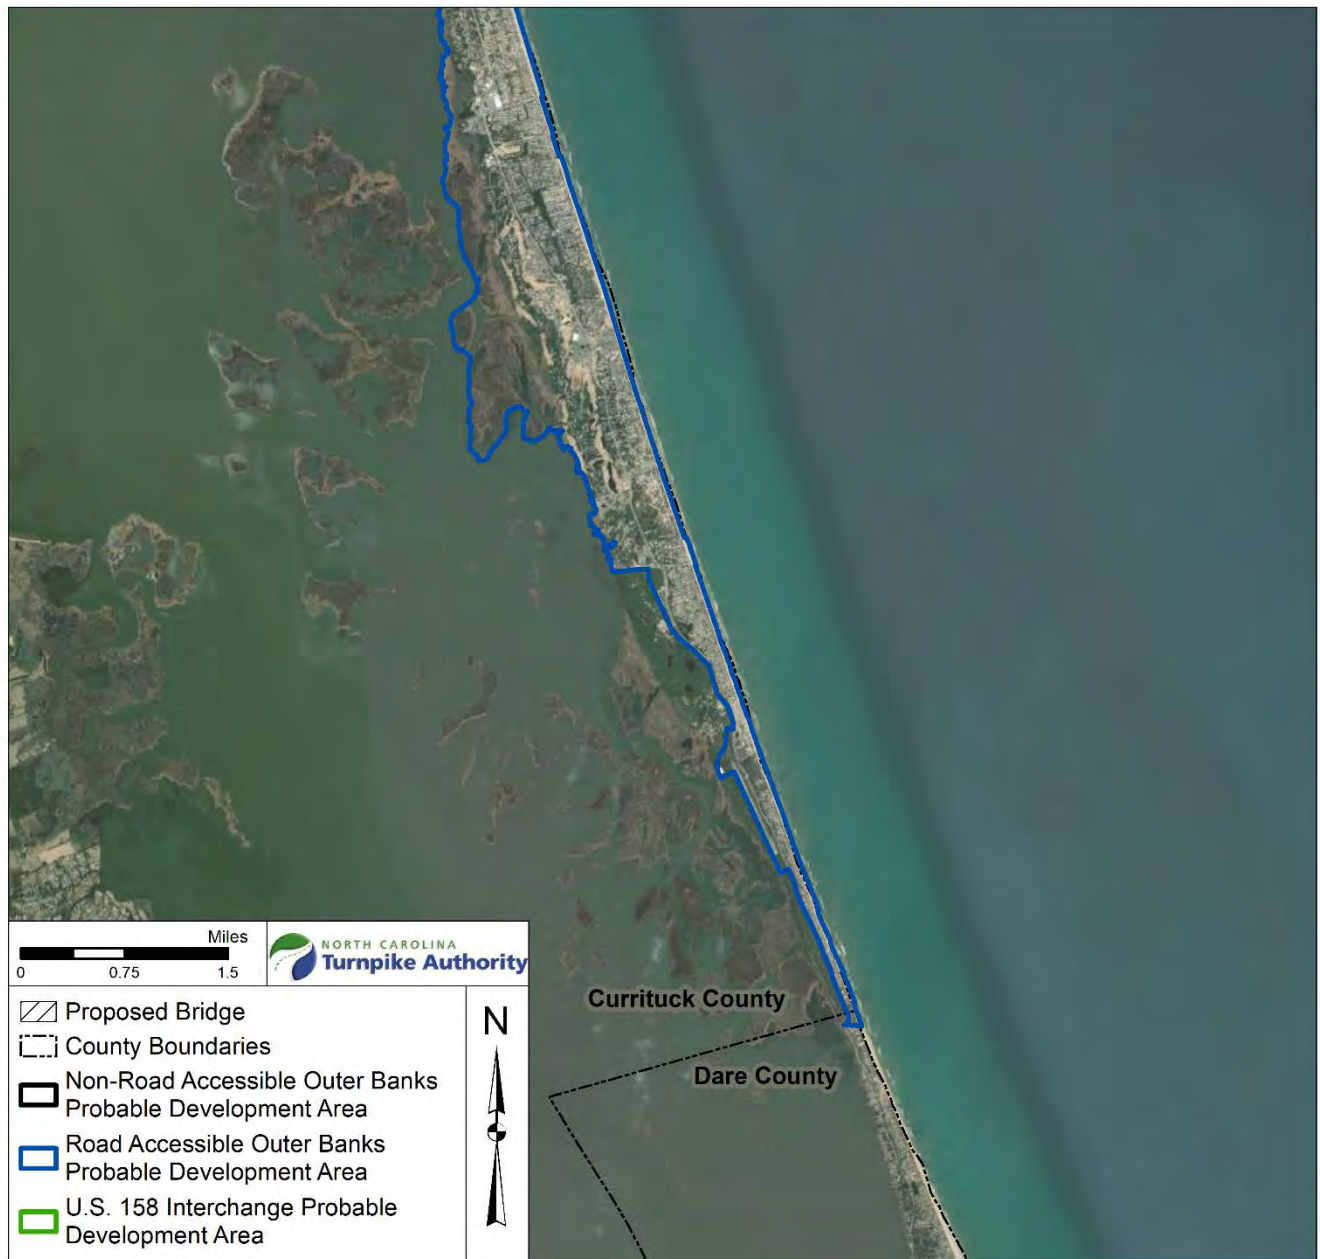 Currituck County
Dare County
Miles
0 0.75 1.5
NORTH CAROLINA
Turnpike Authority
Proposed Bridge
County Boundaries
Non-Road Accessible Outer Banks
Probable Development Area
Road Accessible Outer Banks
Probable Development Area
U.S. 158 Interchange Probable
Development Area
N